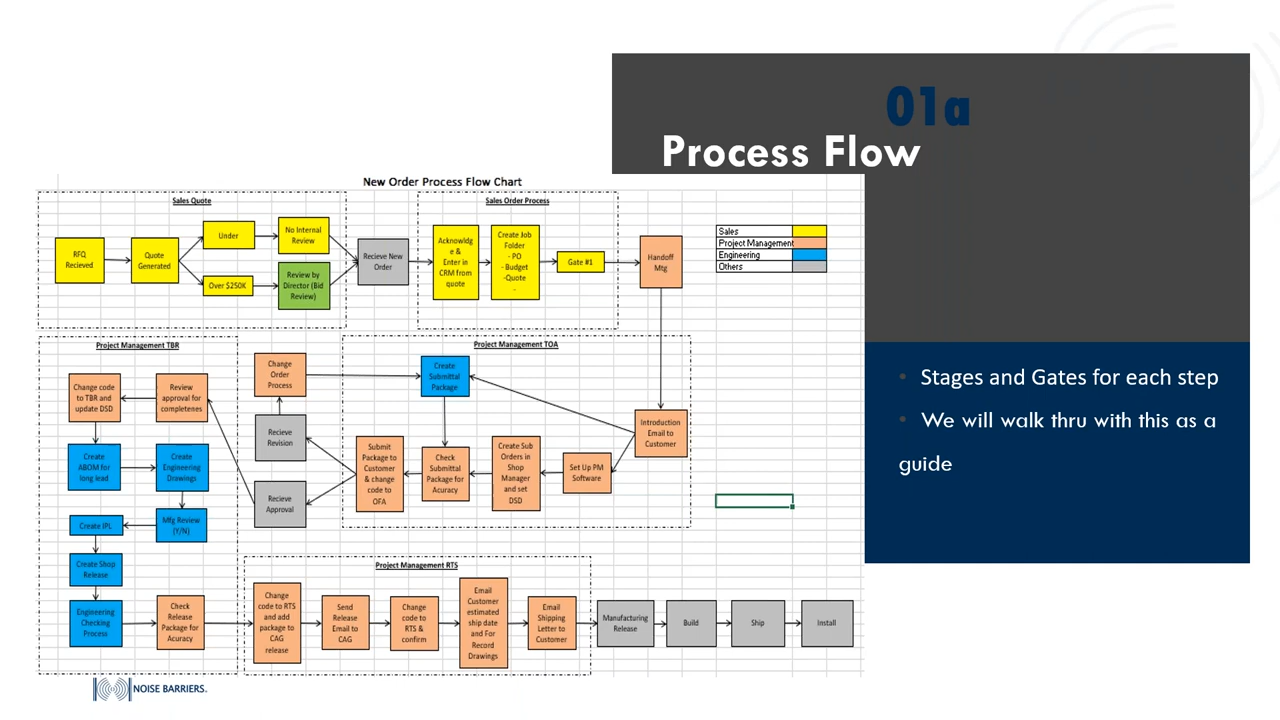 01a
Process Flow
New Order Process Flow Chart
Sales Quote
RFQ
Recieved
Quote
Generated
Under
No Internal
Review
Over $250K
Review by
Director (Bid
Review)
Recieve New
Order
Sales Order Process
Acknowldg
e &
Enter in
CRM from
quote
Create Job
Folder
- PO
- Budget
-Quote
-
Gate #1
Handoff
Mtg
Sales
Project Management
Engineering
Others
Stages and Gates for each step
We will walk thru with this as a
guide
Project Management TBR
Change code
to TBR and
update DSD
Review
approval for
completenes
Create
ABOM for
long lead
Create
Engineering
Drawings
Create IPL
Mfg Review
(Y/N)
Create Shop
Release
Engineering
Checking
Process
Check
Release
Package for
Acuracy
Change
Order
Process
Recieve
Revision
Recieve
Approval
Project Management TOA
Create
Submittal
Package
Introduction
Email to
Customer
Submit
Package to
Customer
& change
code to
OFA
Check
Submittal
Package for
Acuracy
Create Sub
Orders in
Shop
Manager
and set
DSD
Set Up PM
Software
Project Management RTS
Change
code to RTS
and add
package to
CAG
release
Send
Release
Email to
CAG
Change
code to
RTS &
confirm
Email
Customer
estimated
ship date
and For
Record
Drawings
Email
Shipping
Letter to
Customer
Manufacturing
Release
Build
Ship
Install
NOISE BARRIERS.